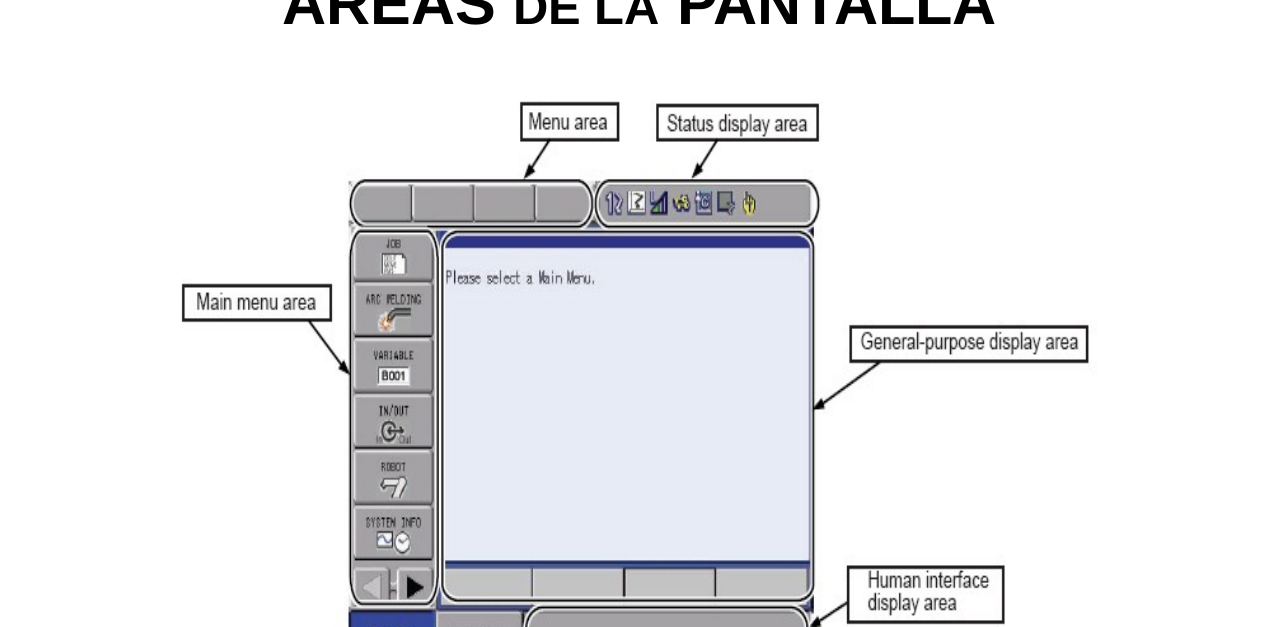 AREAS DE LA PANTALLA
Menu area
Status display area
JOB
Please select a Main Menu.
ARC WELDING
Main menu area
General-purpose display area
VARIABLE
B001
IN/OUT
In Out
ROBOT
SYSTEM INFO
Human interface
display area